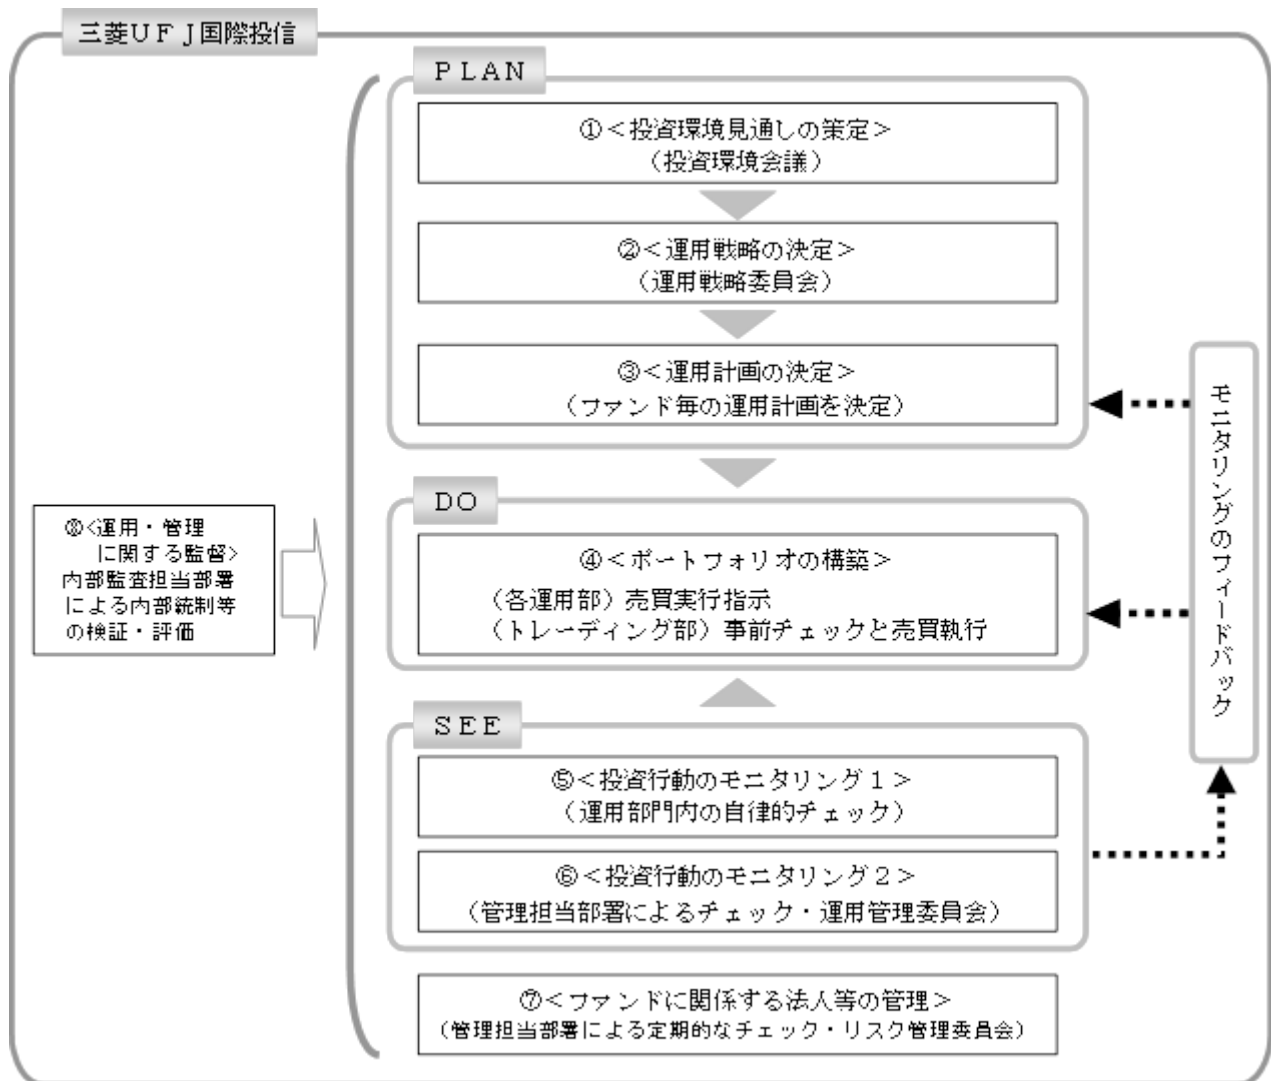 三菱ＵＦＪ国際投信
ＰＬＡＮ
①＜投資環境見通しの策定＞
（投資環境会議）
②＜運用戦略の決定＞
（運用戦略委員会）
③＜運用計画の決定＞
（ファンド毎の運用計画を決定）
ＤＯ
④＜ポートフォリオの構築＞
（各運用部）売買実行指示
（トレーディング部）事前チェックと売買執行
ＳＥＥ
⑤＜投資行動のモニタリング１＞
（運用部門内の自律的チェック）
⑥＜投資行動のモニタリング２＞
（管理担当部署によるチェック・運用管理委員会）
⑦＜ファンドに関係する法人等の管理＞
（管理担当部署による定期的なチェック・リスク管理委員会）
⑧＜運用・管理
に関する監督＞
内部監査担当部署
による内部統制等
の検証・評価
モニタリングのフィードバック